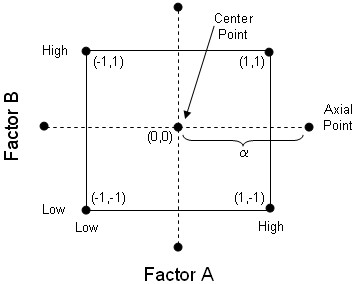 Center
Point
High
(-1,1)
(1,1)
Factor B
Axial
Point
(0,0)
α
(-1,-1)
(1,-1)
Low
Low
High
Factor A